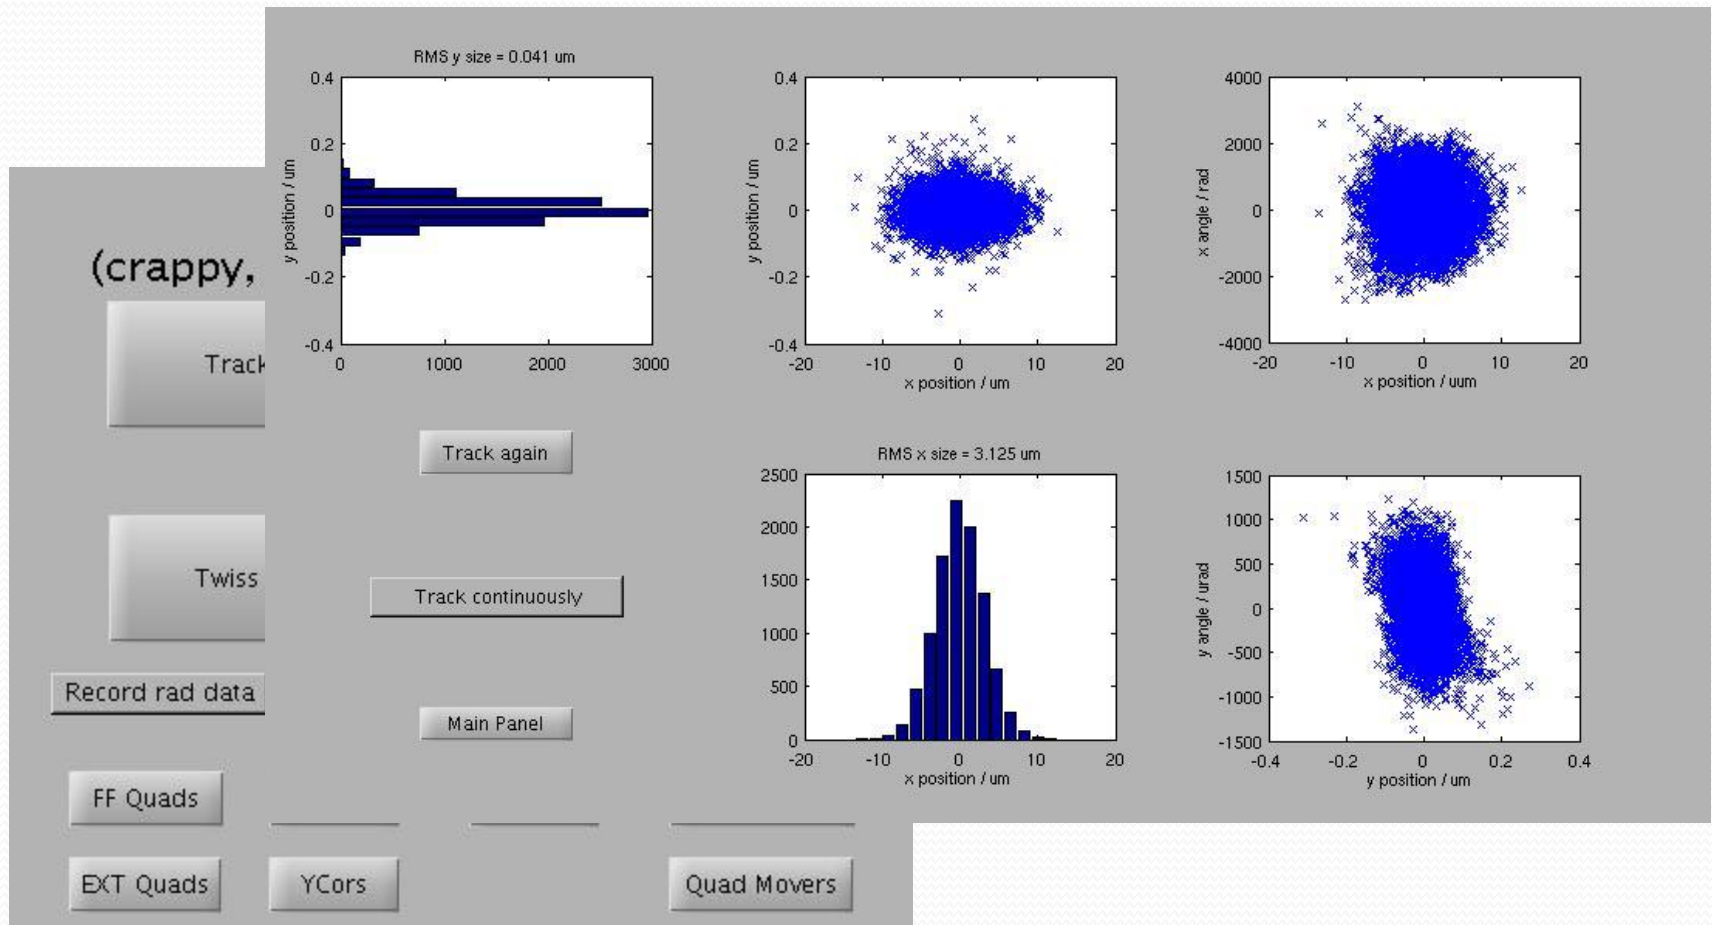 RMS y size = 0.041 um
0.4
0.2
0
-0.2
-0.4
y position / um
0
1000
2000
3000
0.4
0.2
0
-0.2
-0.4
y position / um
-20
-10
0
10
20
x position / um
4000
2000
0
-2000
-4000
x angle / rad
-20
-10
0
10
20
x position / uum
(crappy,
Track
Track again
RMS x size = 3.125 um
2500
2000
1500
1000
500
0
-20
-10
0
10
20
x position / um
1500
1000
500
0
-500
-1000
-1500
y angle / urad
-0.4
-0.2
0
0.2
0.4
y position / um
Twiss
Track continuously
Record rad data
Main Panel
FF Quads
EXT Quads
YCors
Quad Movers